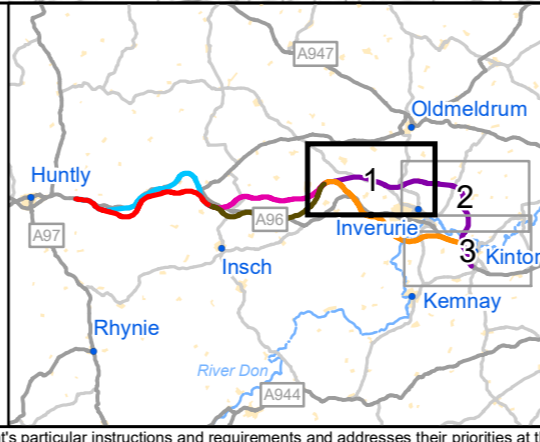 A947
Oldmeldrum
Huntly
1
2
A96
Inverurie
A97
3
Kintor
Insch
Kemnay
Rhynie
River Don
A944
t's particular instructions and requirements and addresses their priorities at th